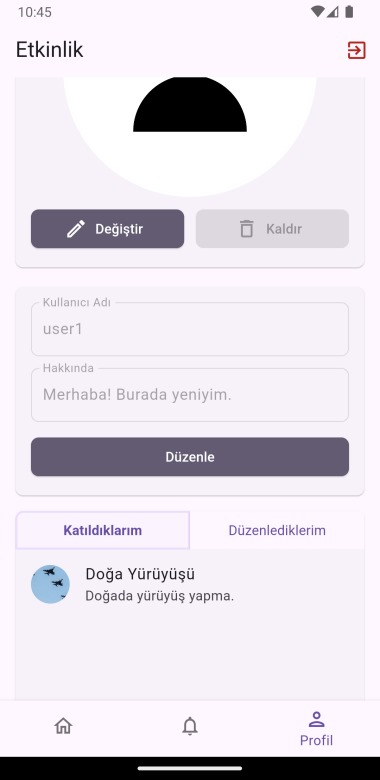 10:45
Etkinlik
Değiştir
Kaldır
Kullanıcı Adı
user1
Hakkında
Merhaba! Burada yeniyim.
Düzenle
Katıldıklarım
Düzenlediklerim
Doğa Yürüyüşü
Doğada yürüyüş yapma.
Profil